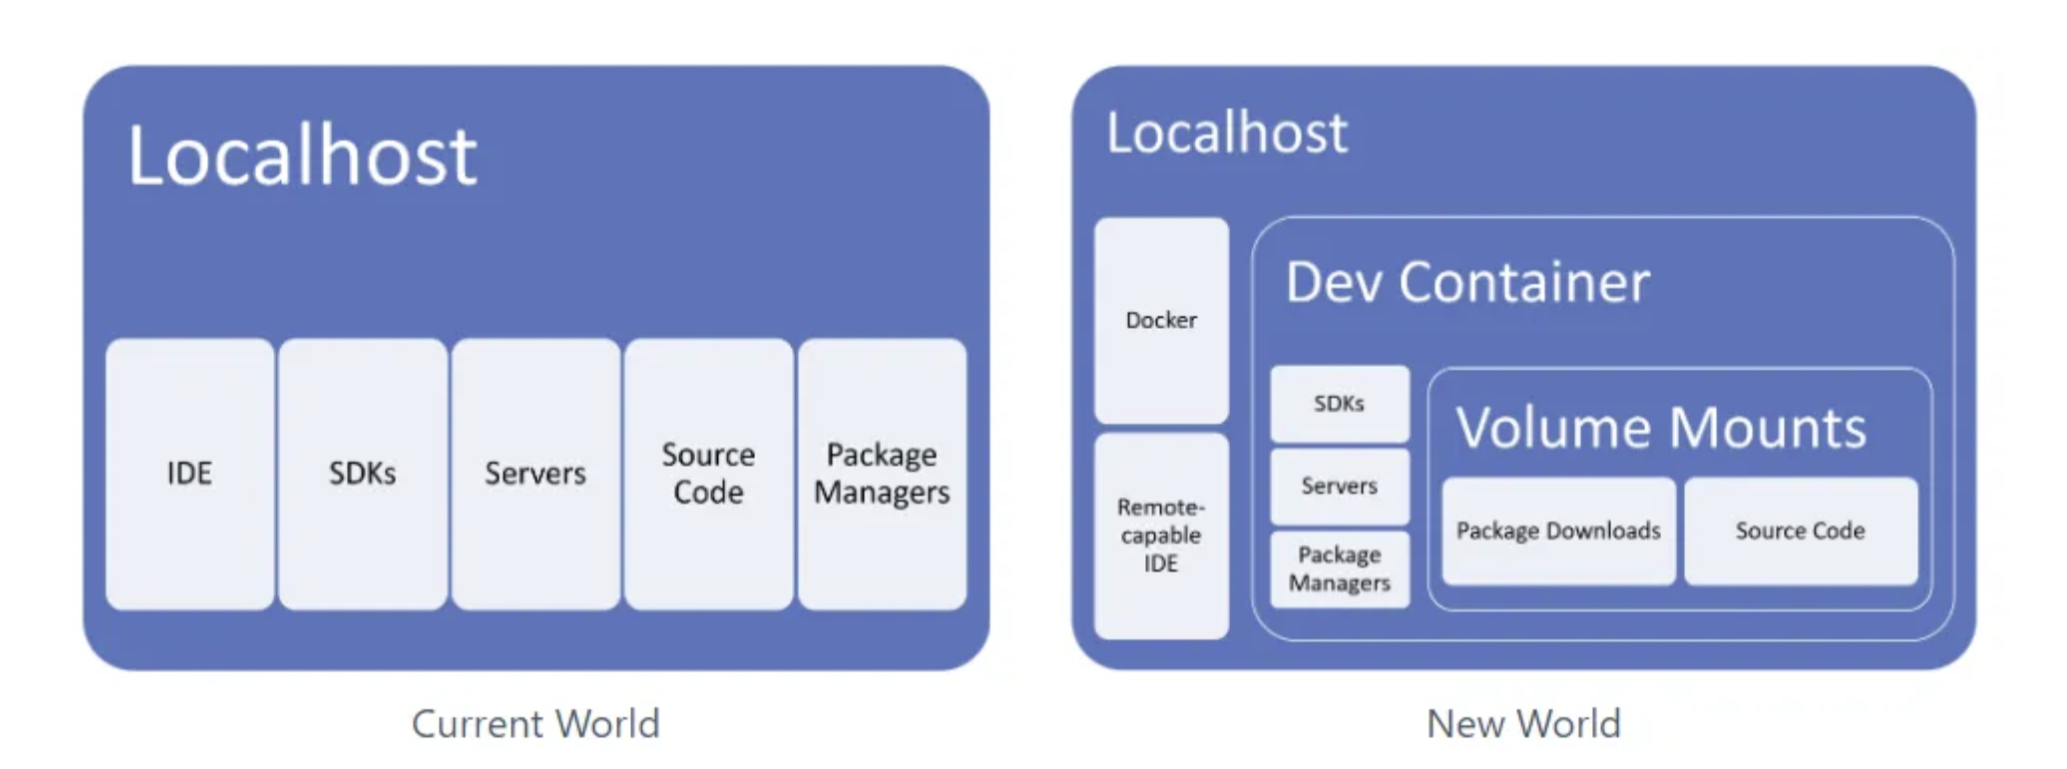 Localhost
IDE
SDKs
Servers
Source
Code
Package
Managers
Current World
Localhost
Docker
Remote-
capable
IDE
Dev Container
SDKs
Servers
Package
Managers
Volume Mounts
Package Downloads
Source Code
New World